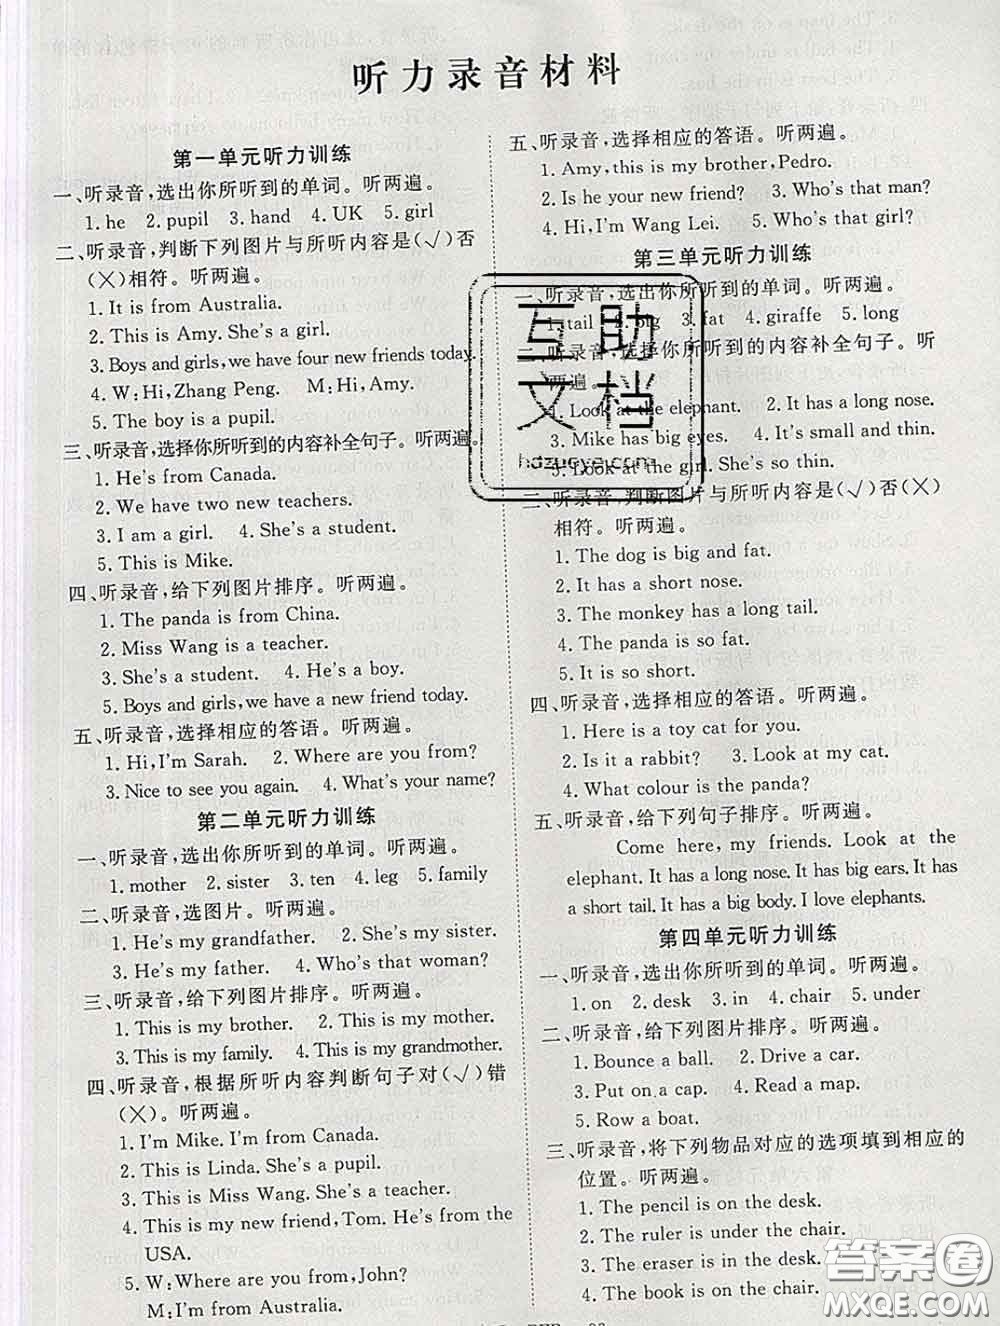 听力录音材料
第一单元听力训练
一、听录音,选出你所听到的单词。听两遍。
1. he 2. pupil 3. hand 4. UK 5. girl
二、听录音,判断下列图片与所听内容是(√)否
(×)相符。听两遍。
1. It is from Australia.
2. This is Amy. She's a girl.
3. Boys and girls, we have four new friends today.
4. W: Hi, Zhang Peng. M: Hi, Amy.
5. The boy is a pupil.
三、听录音,选择你所听到的内容补全句子。听两遍。
1. He's from Canada.
2. We have two new teachers.
3. I am a girl. 4. She's a student.
5. This is Mike.
四、听录音,给下列图片排序。听两遍。
1. The panda is from China.
2. Miss Wang is a teacher.
3. She's a student. 4. He's a boy.
5. Boys and girls, we have a new friend today.
五、听录音,选择相应的答语。听两遍。
1. Hi, I'm Sarah. 2. Where are you from?
3. Nice to see you again. 4. What's your name?
第二单元听力训练
一、听录音,选出你所听到的单词。听两遍。
1. mother 2. sister 3. ten 4. leg 5. family
二、听录音,选图片。听两遍。
1. He's my grandfather. 2. She's my sister.
3. He's my father. 4. Who's that woman?
三、听录音,给下列图片排序。听两遍。
1. This is my brother. 2. This is my mother.
3. This is my family. 4. This is my grandmother.
四、听录音,根据所听内容判断句子对(√)错
(×)。听两遍。
1. I'm Mike. I'm from Canada.
2. This is Linda. She's a pupil.
3. This is Miss Wang. She's a teacher.
4. This is my new friend, Tom. He's from the
USA.
5. W: Where are you from, John?
M: I'm from Australia.
五、听录音,选择相应的答语。听两遍。
1. Amy, this is my brother, Pedro.
2. Is he your new friend? 3. Who's that man?
4. Hi, I'm Wang Lei. 5. Who's that girl?
第三单元听力训练
一、听录音,选出你所听到的单词。听两遍。
1. tail 2. big 3. fat 4. giraffe 5. long
二、听录音,选择你所听到的内容补全句子。听
两遍。
1. Look at the elephant. 2. It has a long nose.
3. Mike has big eyes. 4. It's small and thin.
5. Look at the girl. She's so thin.
三、听录音,判断图片与所听内容是(√)否(×)
相符。听两遍。
1. The dog is big and fat.
2. It has a short nose.
3. The monkey has a long tail.
4. The panda is so fat.
5. It is so short.
四、听录音,选择相应的答语。听两遍。
1. Here is a toy cat for you.
2. Is it a rabbit? 3. Look at my cat.
4. What colour is the panda?
五、听录音,给下列句子排序。听两遍。
Come here, my friends. Look at the
elephant. It has a long nose. It has big ears. It has
a short tail. It has a big body. I love elephants.
第四单元听力训练
一、听录音,选出你所听到的单词。听两遍。
1. on 2. desk 3. in 4. chair 5. under
二、听录音,给下列图片排序。听两遍。
1. Bounce a ball. 2. Drive a car.
3. Put on a cap. 4. Read a map.
5. Row a boat.
三、听录音,将下列物品对应的选项填到相应的
位置。听两遍。
1. The pencil is on the desk.
2. The ruler is under the chair.
3. The eraser is in the desk.
4. The book is on the chair.
互助
文档
答案圈
MXQE.COM